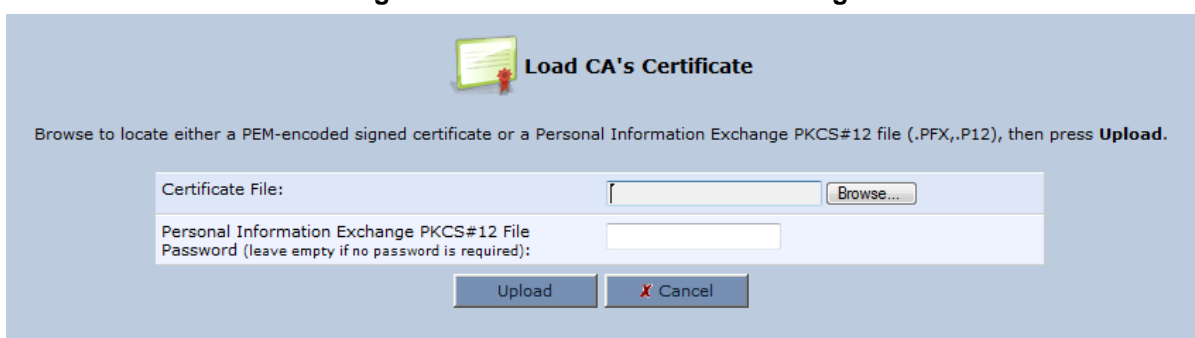 Load CA's Certificate
Browse to locate either a PEM-encoded signed certificate or a Personal Information Exchange PKCS#12 file (.PFX,.P12), then press Upload.
Certificate File:
Browse...
Personal Information Exchange PKCS#12 File
Password (leave empty if no password is required):
Upload
✗ Cancel